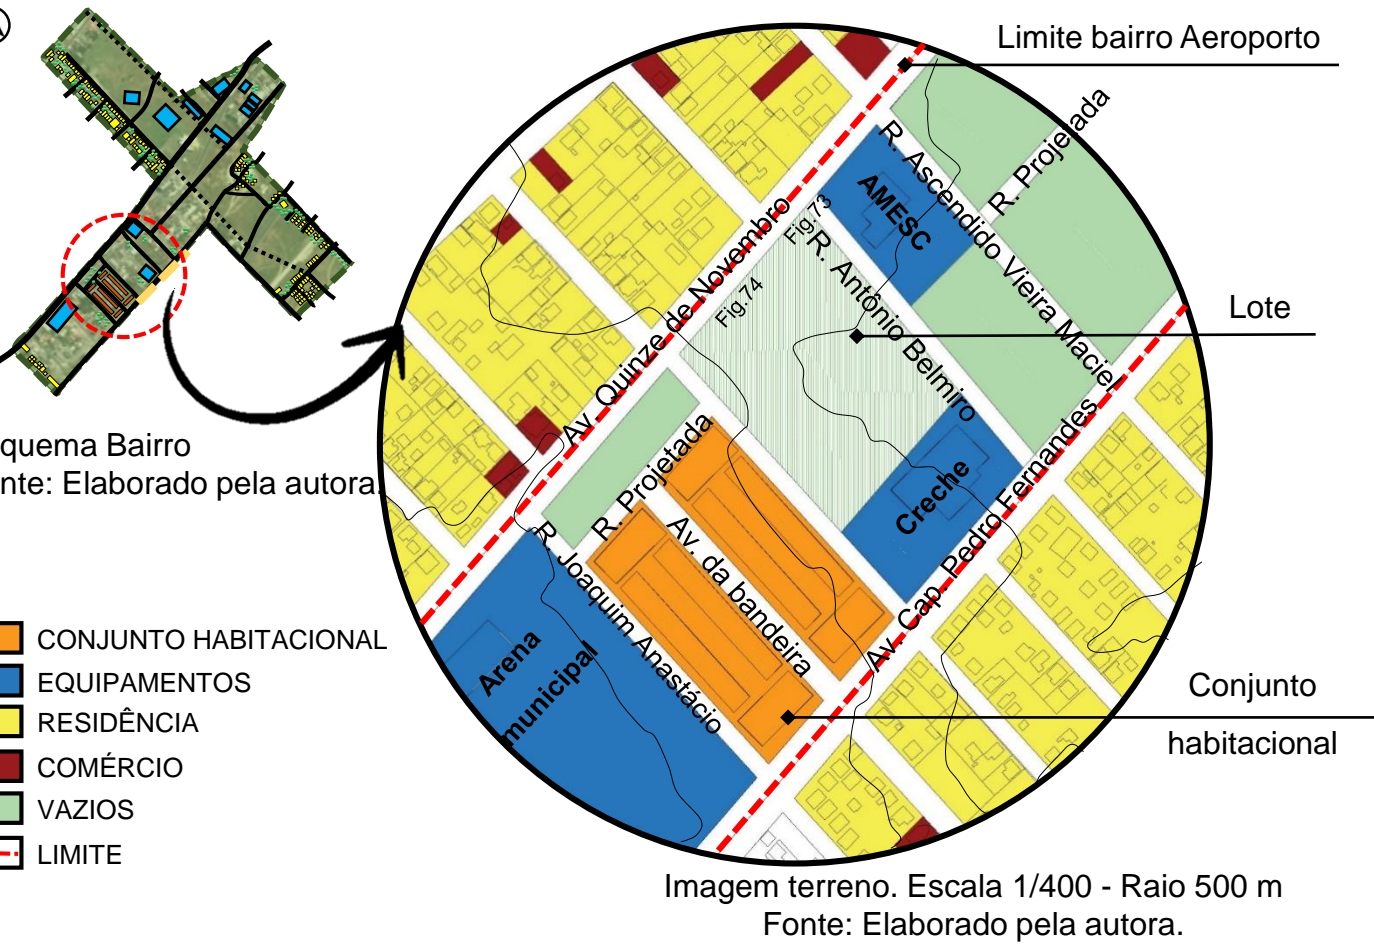 A
Limite bairro Aeroporto
R. Projetada
R. Ascendido Vieira Maciel
AMESC
Fig.73
R. Antônio Belmiro
Fig.74
Lote
Av. Quinze de Novembro
Creche
Av. Cap. Pedro Fernandes
R. Projetada
Av. da bandeira
R. Joaquim Anastácio
Arena
municipal
quema Bairro
nte: Elaborado pela autora.
CONJUNTO HABITACIONAL
EQUIPAMENTOS
RESIDÊNCIA
COMÉRCIO
VAZIOS
LIMITE
Conjunto
habitacional
Imagem terreno. Escala 1/400 - Raio 500 m
Fonte: Elaborado pela autora.